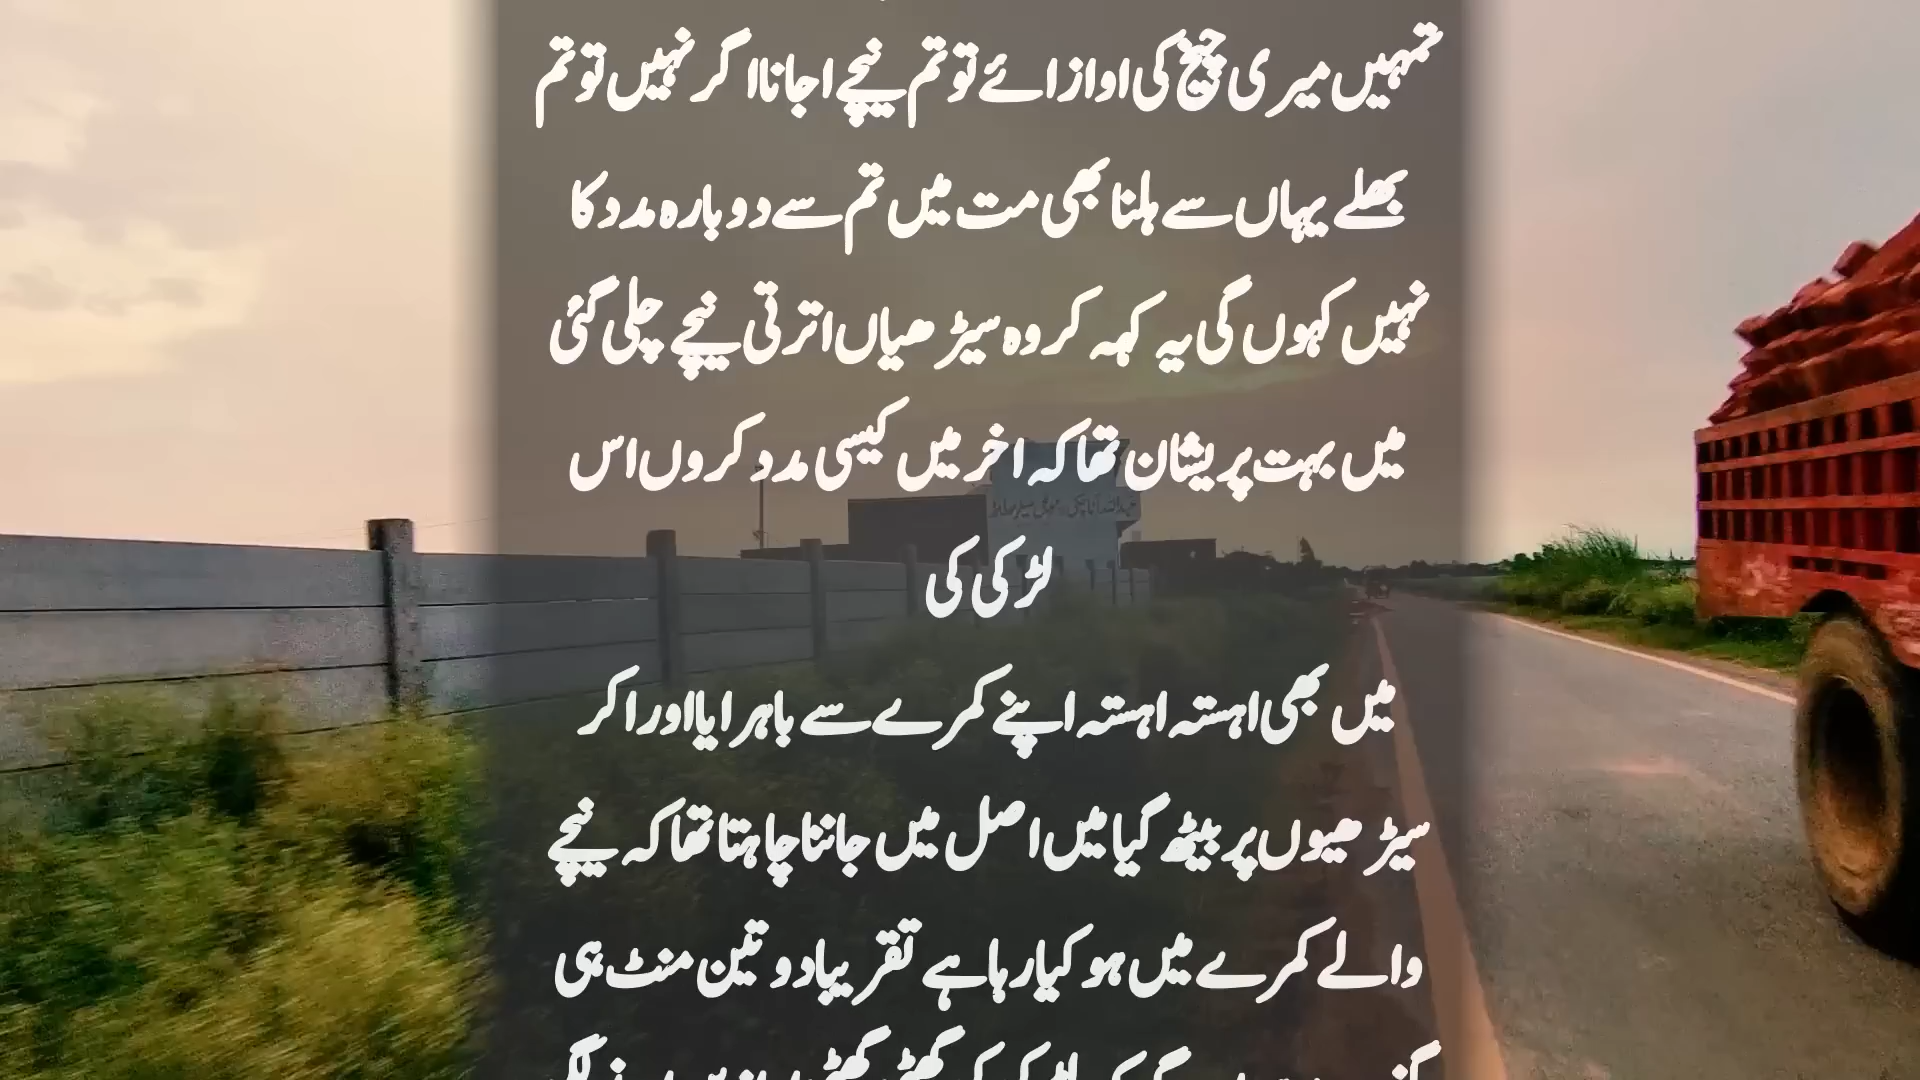 تمہیں میری چیخ کی اواز ائے تو تم نیچے اجانا اگر نہیں تو تم
بھلے یہاں سے ہلنا بھی مت میں تم سے دوبارہ مدد کا
نہیں کہوں گی یہ کہہ کر وہ سیڑھیاں اترتی نیچے چلی گئی
میں بہت پریشان تھا کہ اخر میں کیسی مدد کروں اس
لڑکی کی
میں بھی اہستہ اہستہ اپنے کمرے سے باہر ایا اور اکر
سیڑھیوں پر بیٹھ گیا میں اصل میں جاننا چاہتا تھا کہ نیچے
والے کمرے میں ہو کیا رہا ہے تقریبا دو تین منٹ ہی